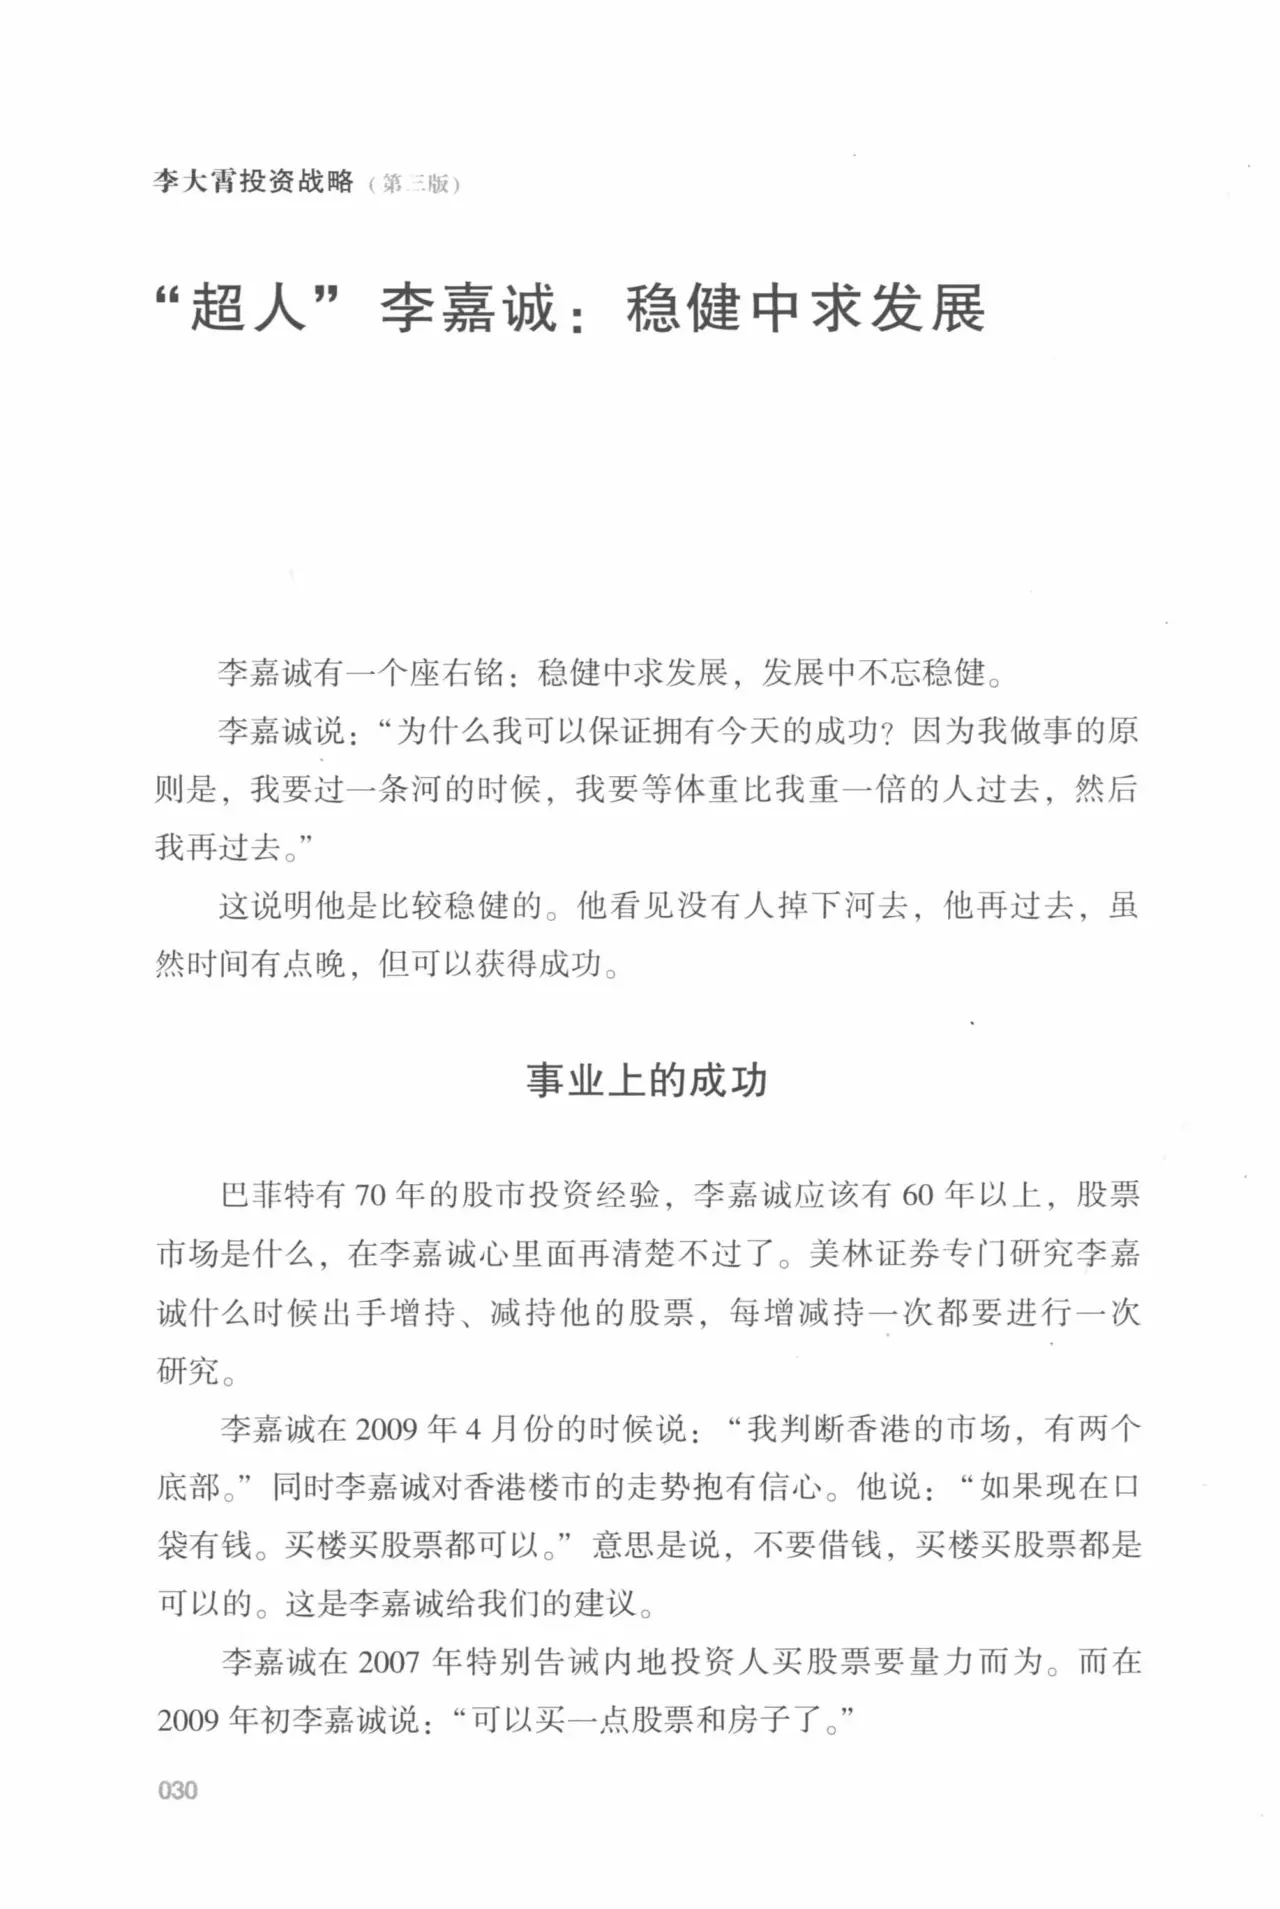 李大霄投资战略（第三版）
“超人”李嘉诚：稳健中求发展
李嘉诚有一个座右铭：稳健中求发展，发展中不忘稳健。
李嘉诚说：“为什么我可以保证拥有今天的成功？因为我做事的原
则是，我要过一条河的时候，我要等体重比我重一倍的人过去，然后
我再过去。”
这说明他是比较稳健的。他看见没有人掉下河去，他再过去，虽
然时间有点晚，但可以获得成功。
事业上的成功
巴菲特有 70 年的股市投资经验，李嘉诚应该有 60 年以上，股票
市场是什么，在李嘉诚心里面再清楚不过了。美林证券专门研究李嘉
诚什么时候出手增持、减持他的股票，每增减持一次都要进行一次
研究。
李嘉诚在 2009 年 4 月份的时候说：“我判断香港的市场，有两个
底部。”同时李嘉诚对香港楼市的走势抱有信心。他说：“如果现在口
袋有钱。买楼买股票都可以。”意思是说，不要借钱，买楼买股票都是
可以的。这是李嘉诚给我们的建议。
李嘉诚在 2007 年特别告诫内地投资人买股票要量力而为。而在
2009 年初李嘉诚说：“可以买一点股票和房子了。”
030